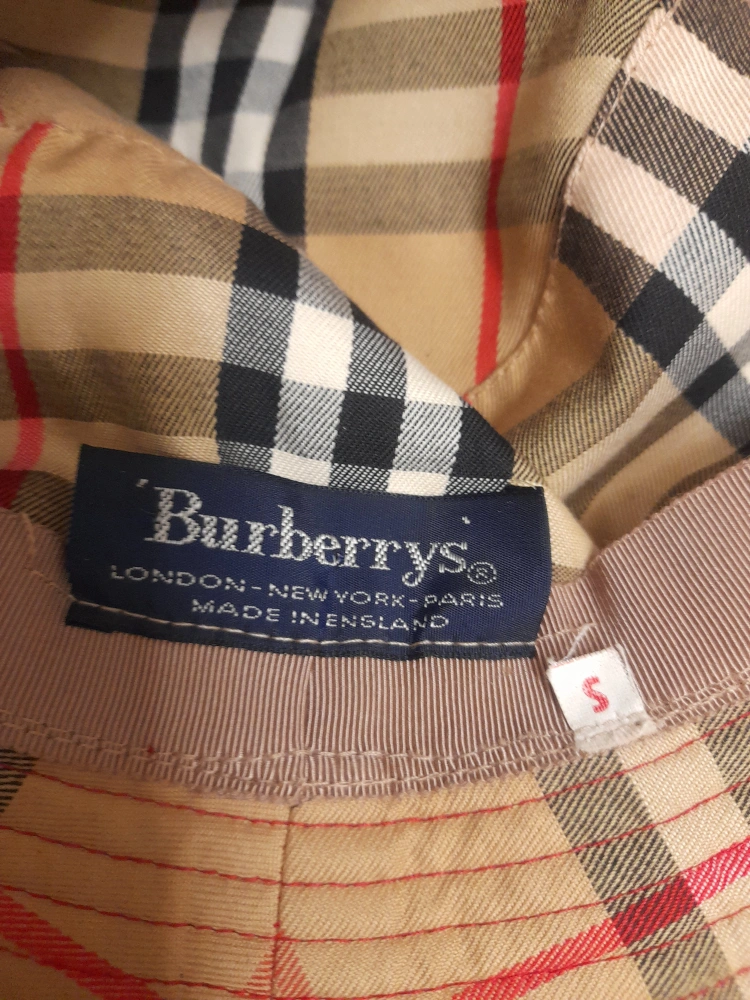 Burberrys®
LONDON-NEW YORK-PARIS
MADE IN ENGLAND
S